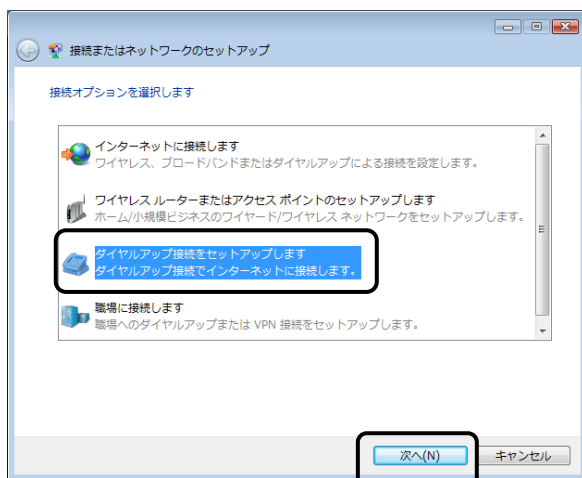 接続またはネットワークのセットアップ
接続オプションを選択します
インターネットに接続します
ワイヤレス、ブロードバンドまたはダイヤルアップによる接続を設定します。
ワイヤレス ルーターまたはアクセス ポイントのセットアップします
ホーム/小規模ビジネスのワイヤード/ワイヤレス ネットワークをセットアップします。
ダイヤルアップ接続をセットアップします
ダイヤルアップ接続でインターネットに接続します。
職場に接続します
職場へのダイヤルアップまたは VPN 接続をセットアップします。
次へ(N)
キャンセル